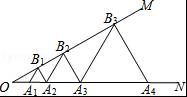 M
B₃
B₂
B₁
O A₁ A₂ A₃ A₄ N